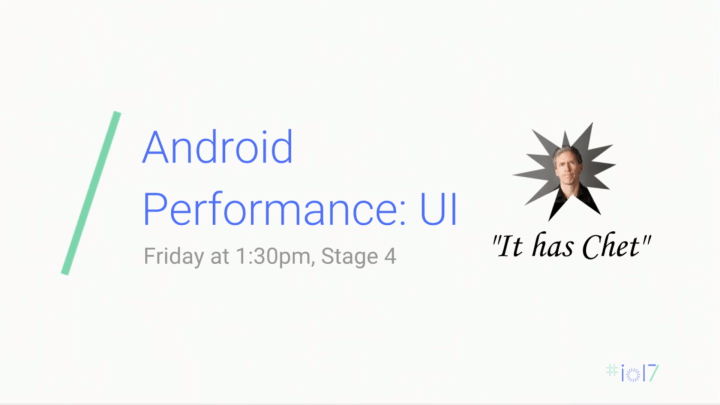 Android
Performance: UI
Friday at 1:30pm, Stage 4
"It has Chet"
#io17